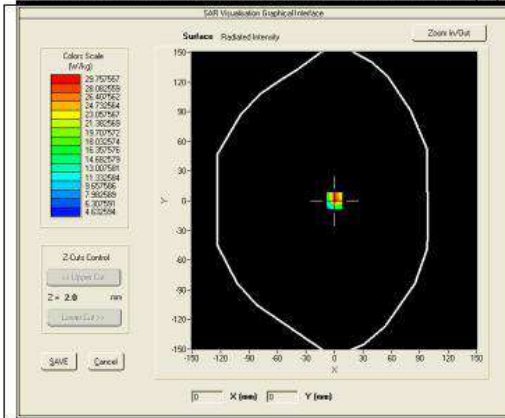 SAR Visualisation Graphical Interface
Surface Radiated Intensity
Zoom In/Out
Colors Scale
(W/kg)
29.757557
28.082559
26.407562
24.732564
23.057567
21.382569
19.707572
18.032574
16.357576
14.682579
13.007581
11.332584
9.657586
7.982589
6.307591
4.632594
Z-Cuts Control
<< Upper Cut
Z = 2.0 mm
Lower Cut >>
SAVE Cancel
150
120
90
60
30
0
-30
-60
-90
-120
-150
Y
-150 -120 -90 -60 -30 0 30 60 90 120 150
X
0 X (mm) 0 Y (mm)